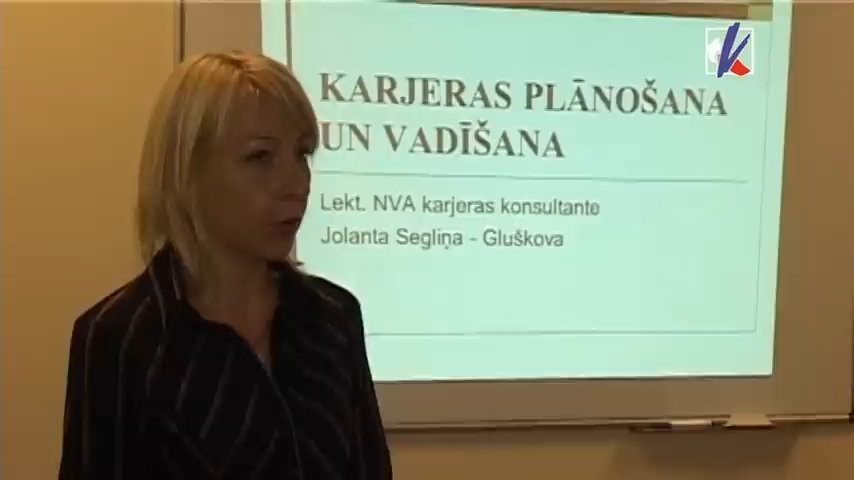 KARJERAS PLĀNOŠANA
UN VADĪŠANA
Lekt. NVA karjeras konsultante
Jolanta Segliņa - Gluškova